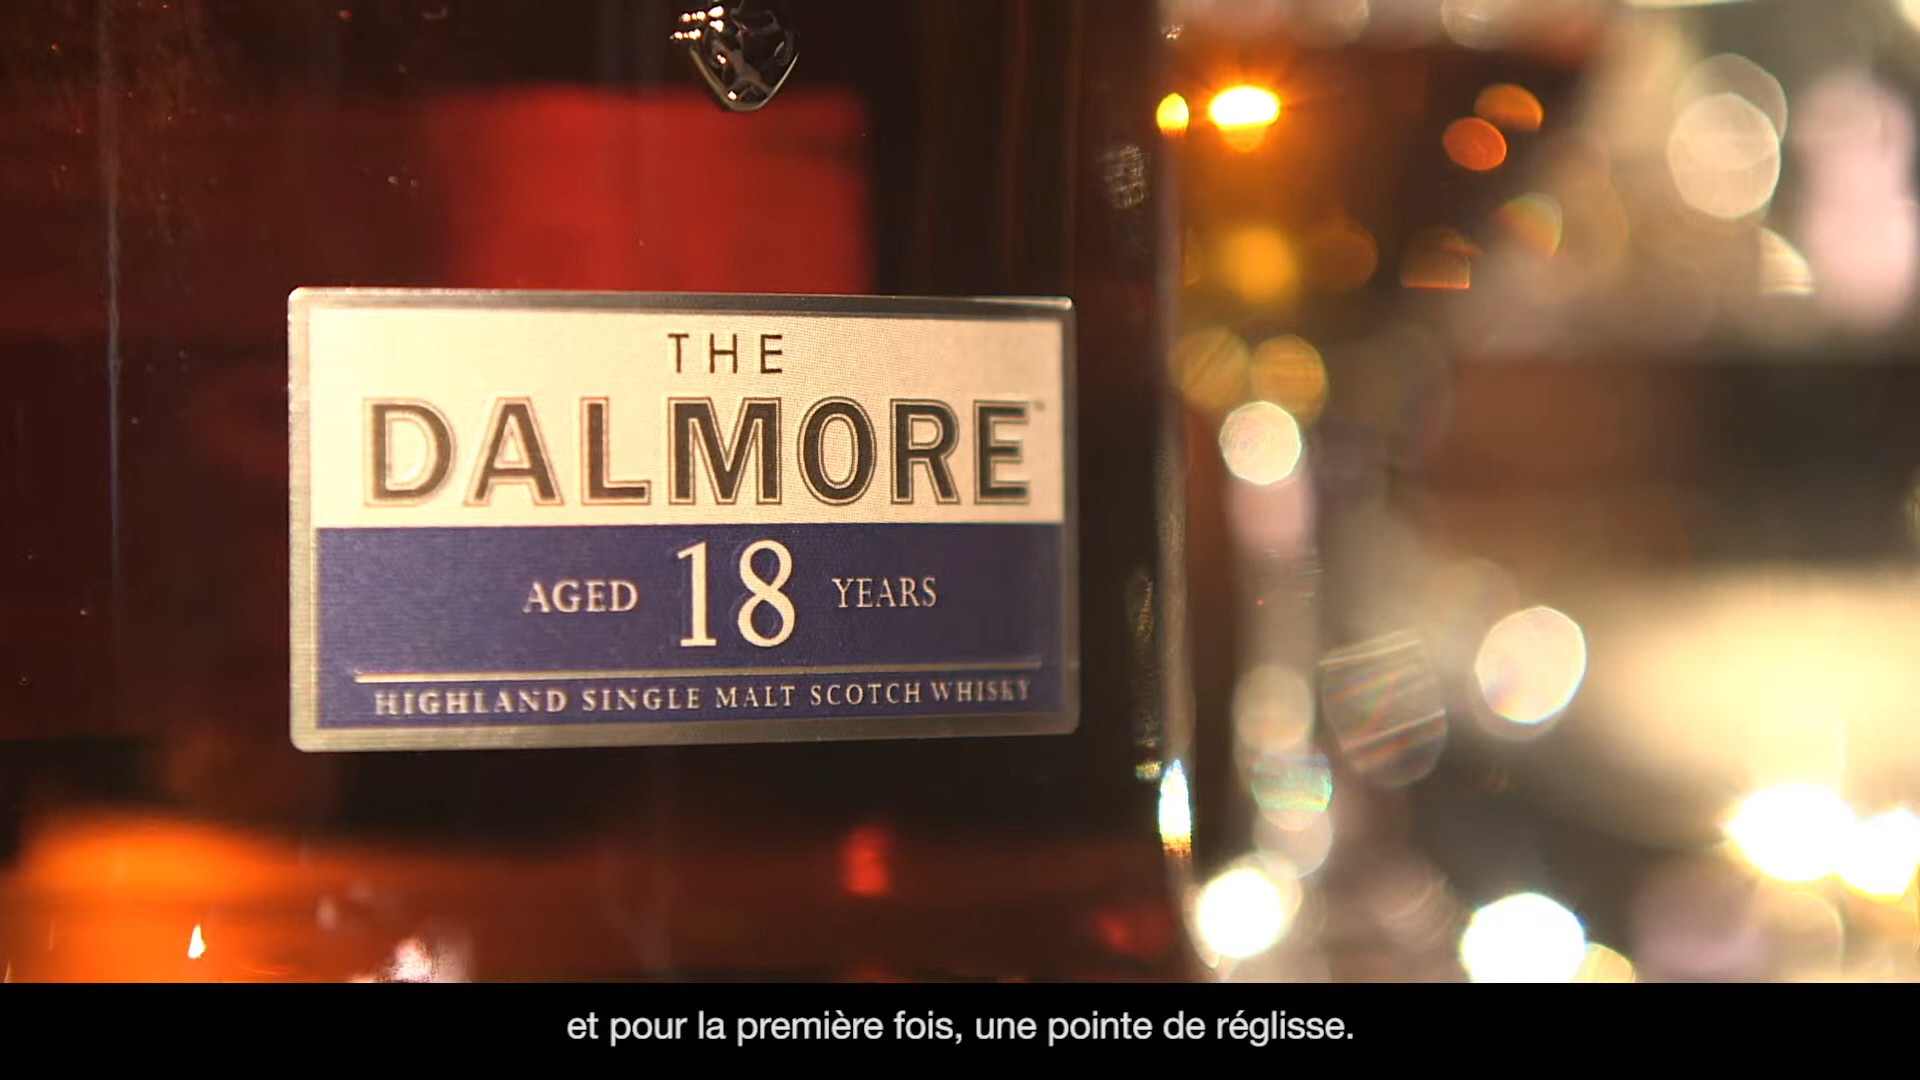 THE
DALMORE
AGED 18 YEARS
HIGHLAND SINGLE MALT SCOTCH WHISKY
et pour la première fois, une pointe de réglisse.